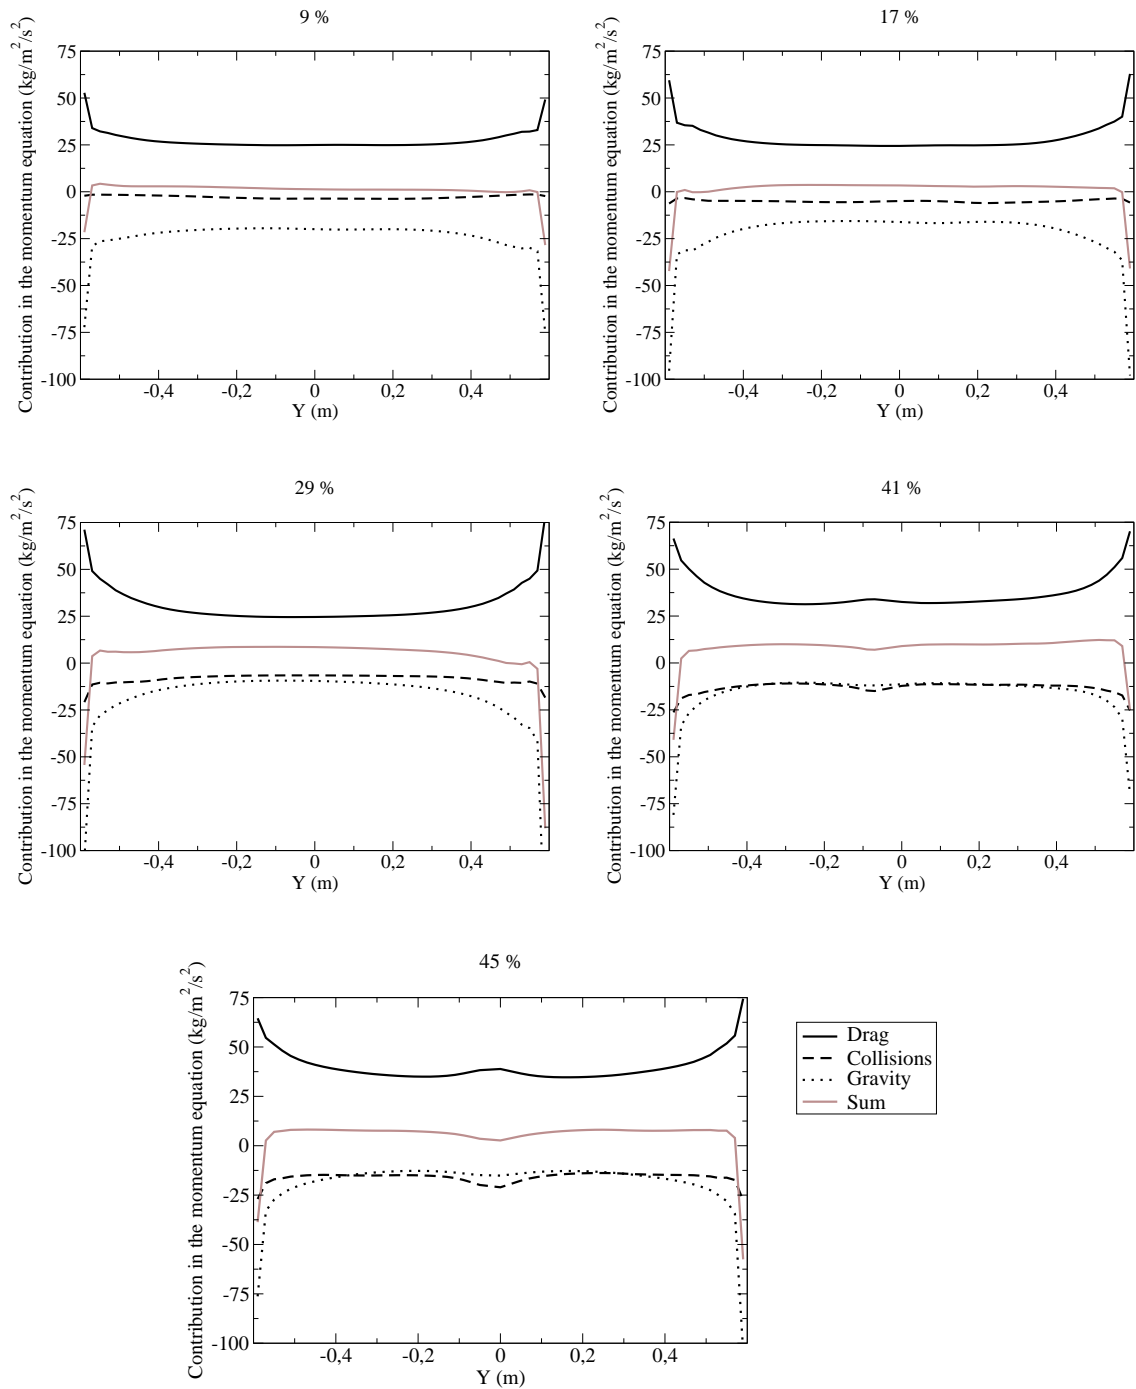 9 %
Contribution in the momentum equation (kg/m²/s²)
75
50
25
0
-25
-50
-75
-100
-0,4 -0,2 0 0,2 0,4
Y (m)
17 %
Contribution in the momentum equation (kg/m²/s²)
75
50
25
0
-25
-50
-75
-100
-0,4 -0,2 0 0,2 0,4
Y (m)
29 %
Contribution in the momentum equation (kg/m²/s²)
75
50
25
0
-25
-50
-75
-100
-0,4 -0,2 0 0,2 0,4
Y (m)
41 %
Contribution in the momentum equation (kg/m²/s²)
75
50
25
0
-25
-50
-75
-100
-0,4 -0,2 0 0,2 0,4
Y (m)
45 %
Contribution in the momentum equation (kg/m²/s²)
75
50
25
0
-25
-50
-75
-100
-0,4 -0,2 0 0,2 0,4
Y (m)
Drag
Collisions
Gravity
Sum